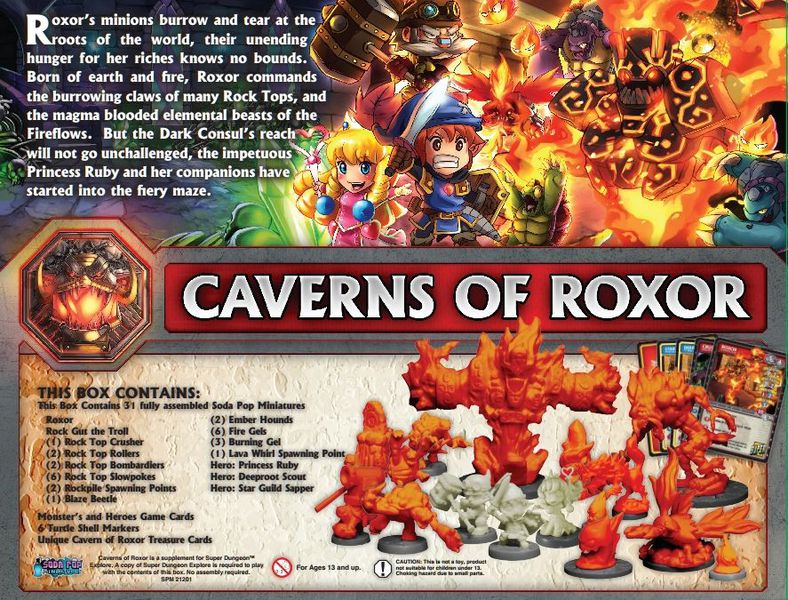 Roxor's minions burrow and tear at the
roots of the world, their unending
hunger for her riches knows no bounds.
Born of earth and fire, Roxor commands
the burrowing claws of many Rock Tops, and
the magma blooded elemental beasts of the
Fireflows. But the Dark Consul's reach
will not go unchallenged, the impetuous
Princess Ruby and her companions have
started into the fiery maze.
CAVERNS OF ROXOR
THIS BOX CONTAINS:
This Box Contains 31 fully assembled Soda Pop Miniatures
Roxor
Rock Gut the Troll
(1) Rock Top Crusher
(2) Rock Top Rollers
(2) Rock Top Bombardiers
(6) Rock Top Slowpokes
(2) Rockpile Spawning Points
(1) Blaze Beetle
(2) Ember Hounds
(6) Fire Gels
(3) Burning Gel
(1) Lava Whirl Spawning Point
Hero: Princess Ruby
Hero: Deeproot Scout
Hero: Star Guild Sapper
Monster's and Heroes Game Cards
6 Turtle Shell Markers
Unique Cavern of Roxor Treasure Cards
SODA POP
MINIATURES
Caverns of Roxor is a supplement for Super Dungeon™
Explore. A copy of Super Dungeon Explore is required to play
with the contents of this box. No assembly required.
SPM 21201
For Ages 13 and up.
CAUTION: This is not a toy, product
not suitable for children under 13.
Choking hazard due to small parts.